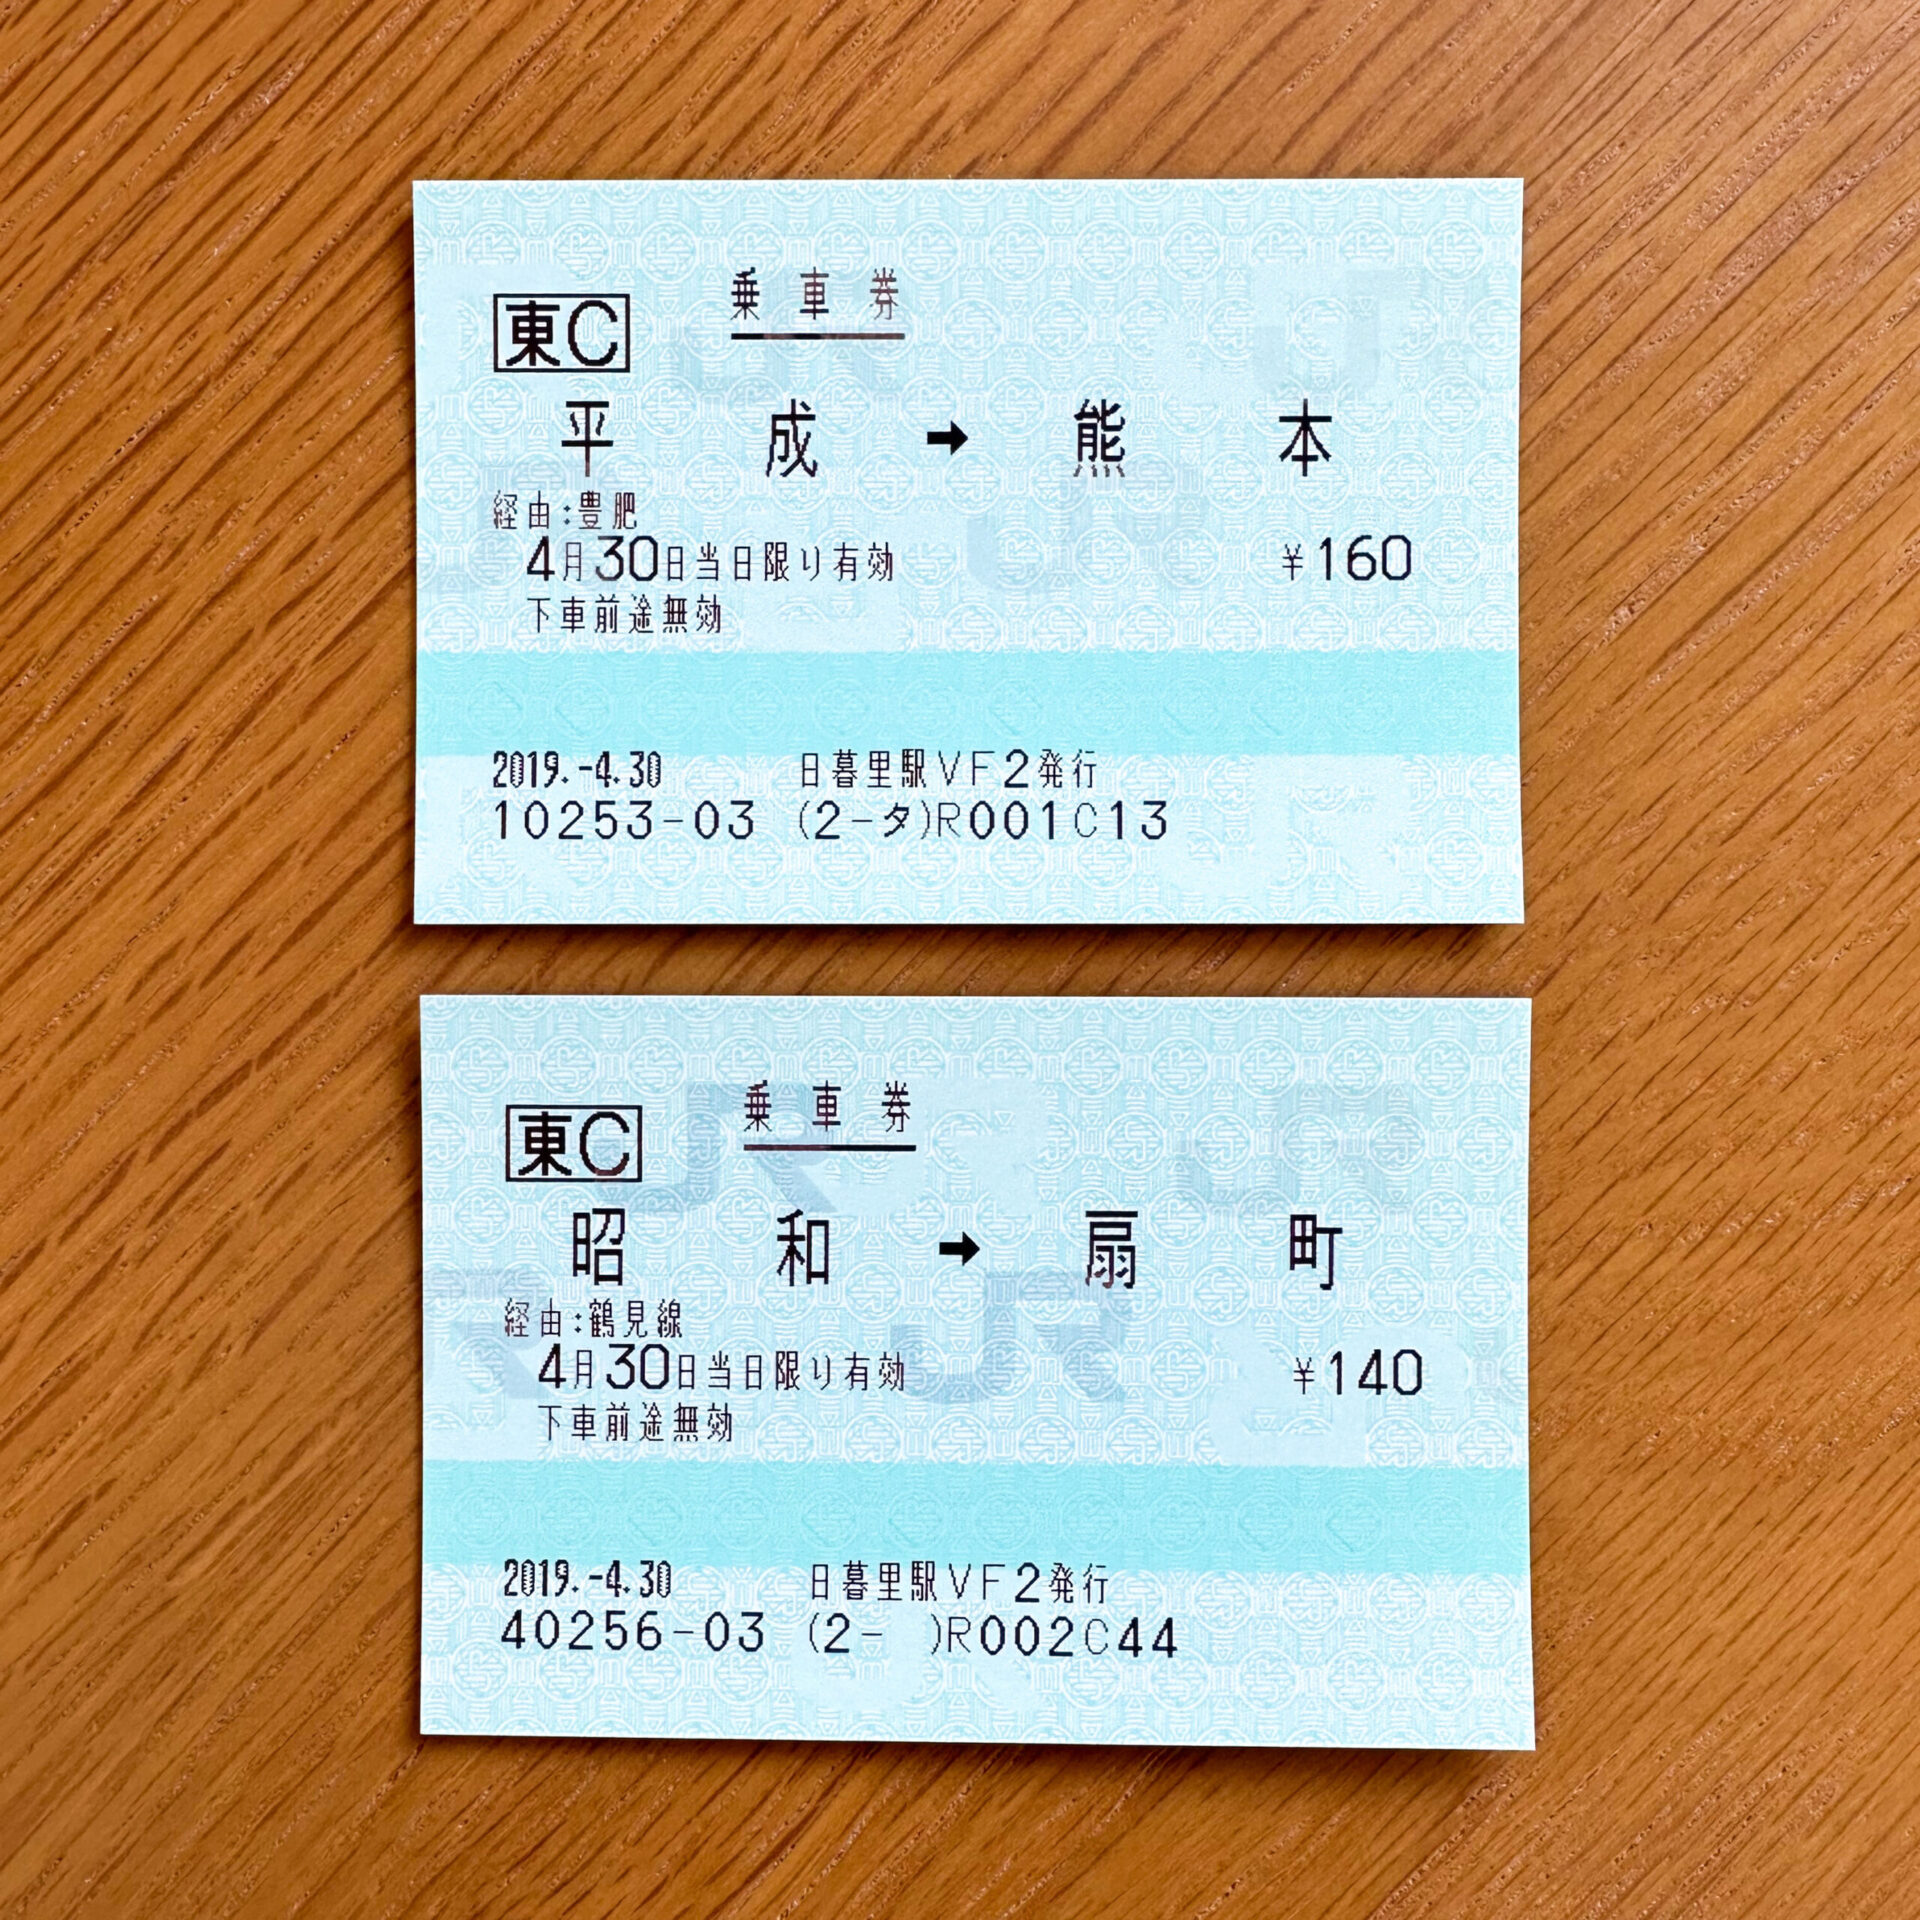 乗車券
東C
平成➡熊本
経由:豊肥
4月30日当日限り有効 ¥160
下車前途無効
2019.-4.30 日暮里駅VF2発行
10253-03 (2-タ)R001C13
乗車券
東C
昭和➡扇町
経由:鶴見線
4月30日当日限り有効 ¥140
下車前途無効
2019.-4.30 日暮里駅VF2発行
40256-03 (2- )R002C44